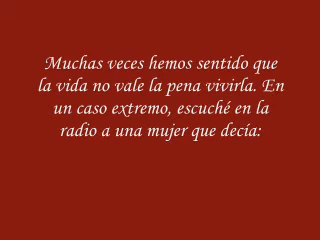 Muchas veces hemos sentido que
la vida no vale la pena vivirla. En
un caso extremo, escuché en la
radio a una mujer que decía: